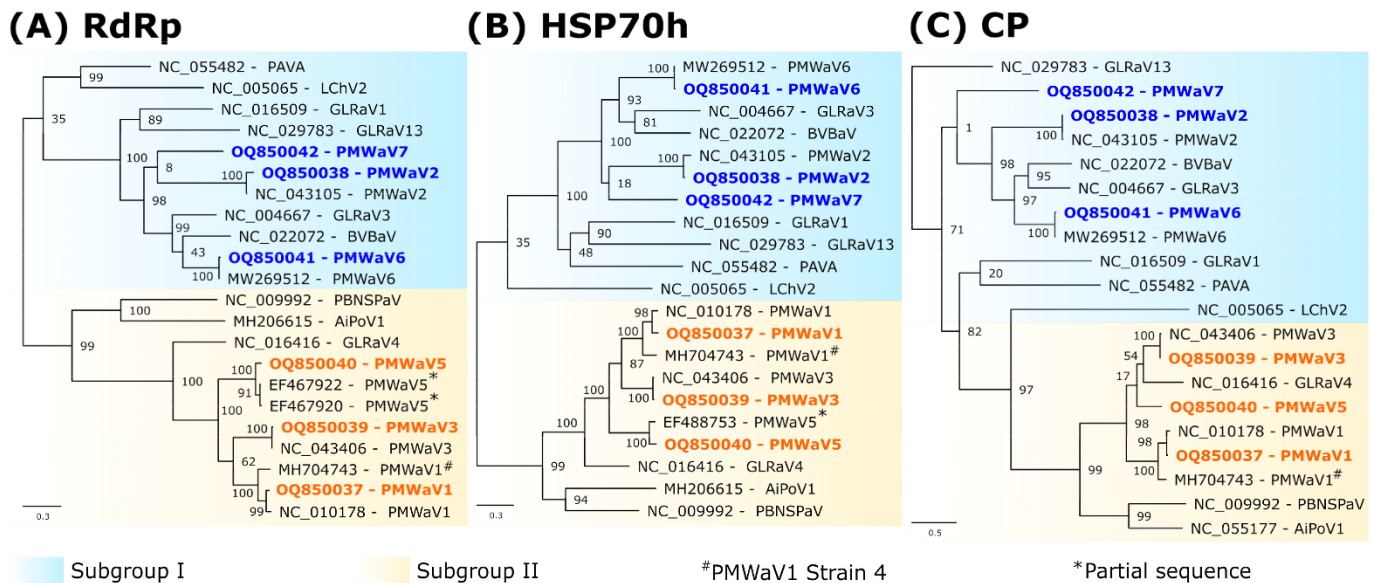 (A) RdRp
NC_055482 - PAVA
99
NC_005065 - LChV2
35
NC_016509 - GLRaV1
89
NC_029783 - GLRaV13
100
OQ850042 - PMWaV7
8
OQ850038 - PMWaV2
100
NC_043105 - PMWaV2
98
NC_004667 - GLRaV3
99
NC_022072 - BVBaV
43
OQ850041 - PMWaV6
100
MW269512 - PMWaV6
NC_009992 - PBNSPaV
100
MH206615 - AiPoV1
99
NC_016416 - GLRaV4
100
OQ850040 - PMWaV5
100
EF467922 - PMWaV5*
91
EF467920 - PMWaV5*
100
OQ850039 - PMWaV3
100
NC_043406 - PMWaV3
62
MH704743 - PMWaV1#
100
OQ850037 - PMWaV1
99
NC_010178 - PMWaV1
0.3
(B) HSP70h
MW269512 - PMWaV6
100
OQ850041 - PMWaV6
93
NC_004667 - GLRaV3
81
NC_022072 - BVBaV
100
NC_043105 - PMWaV2
100
OQ850038 - PMWaV2
18
OQ850042 - PMWaV7
100
NC_016509 - GLRaV1
90
NC_029783 - GLRaV13
48
NC_055482 - PAVA
35
NC_005065 - LChV2
NC_010178 - PMWaV1
98
OQ850037 - PMWaV1
100
MH704743 - PMWaV1#
87
NC_043406 - PMWaV3
100
OQ850039 - PMWaV3
100
EF488753 - PMWaV5*
100
OQ850040 - PMWaV5
100
NC_016416 - GLRaV4
99
MH206615 - AiPoV1
94
NC_009992 - PBNSPaV
0.3
(C) CP
NC_029783 - GLRaV13
OQ850042 - PMWaV7
1
OQ850038 - PMWaV2
100
NC_043105 - PMWaV2
98
NC_022072 - BVBaV
95
NC_004667 - GLRaV3
97
OQ850041 - PMWaV6
100
MW269512 - PMWaV6
71
NC_016509 - GLRaV1
20
NC_055482 - PAVA
82
NC_005065 - LChV2
NC_043406 - PMWaV3
100
OQ850039 - PMWaV3
54
NC_016416 - GLRaV4
17
OQ850040 - PMWaV5
97
98
NC_010178 - PMWaV1
98
OQ850037 - PMWaV1
100
MH704743 - PMWaV1#
99
NC_009992 - PBNSPaV
99
NC_055177 - AiPoV1
0.5
Subgroup I
Subgroup II
#PMWaV1 Strain 4
*Partial sequence